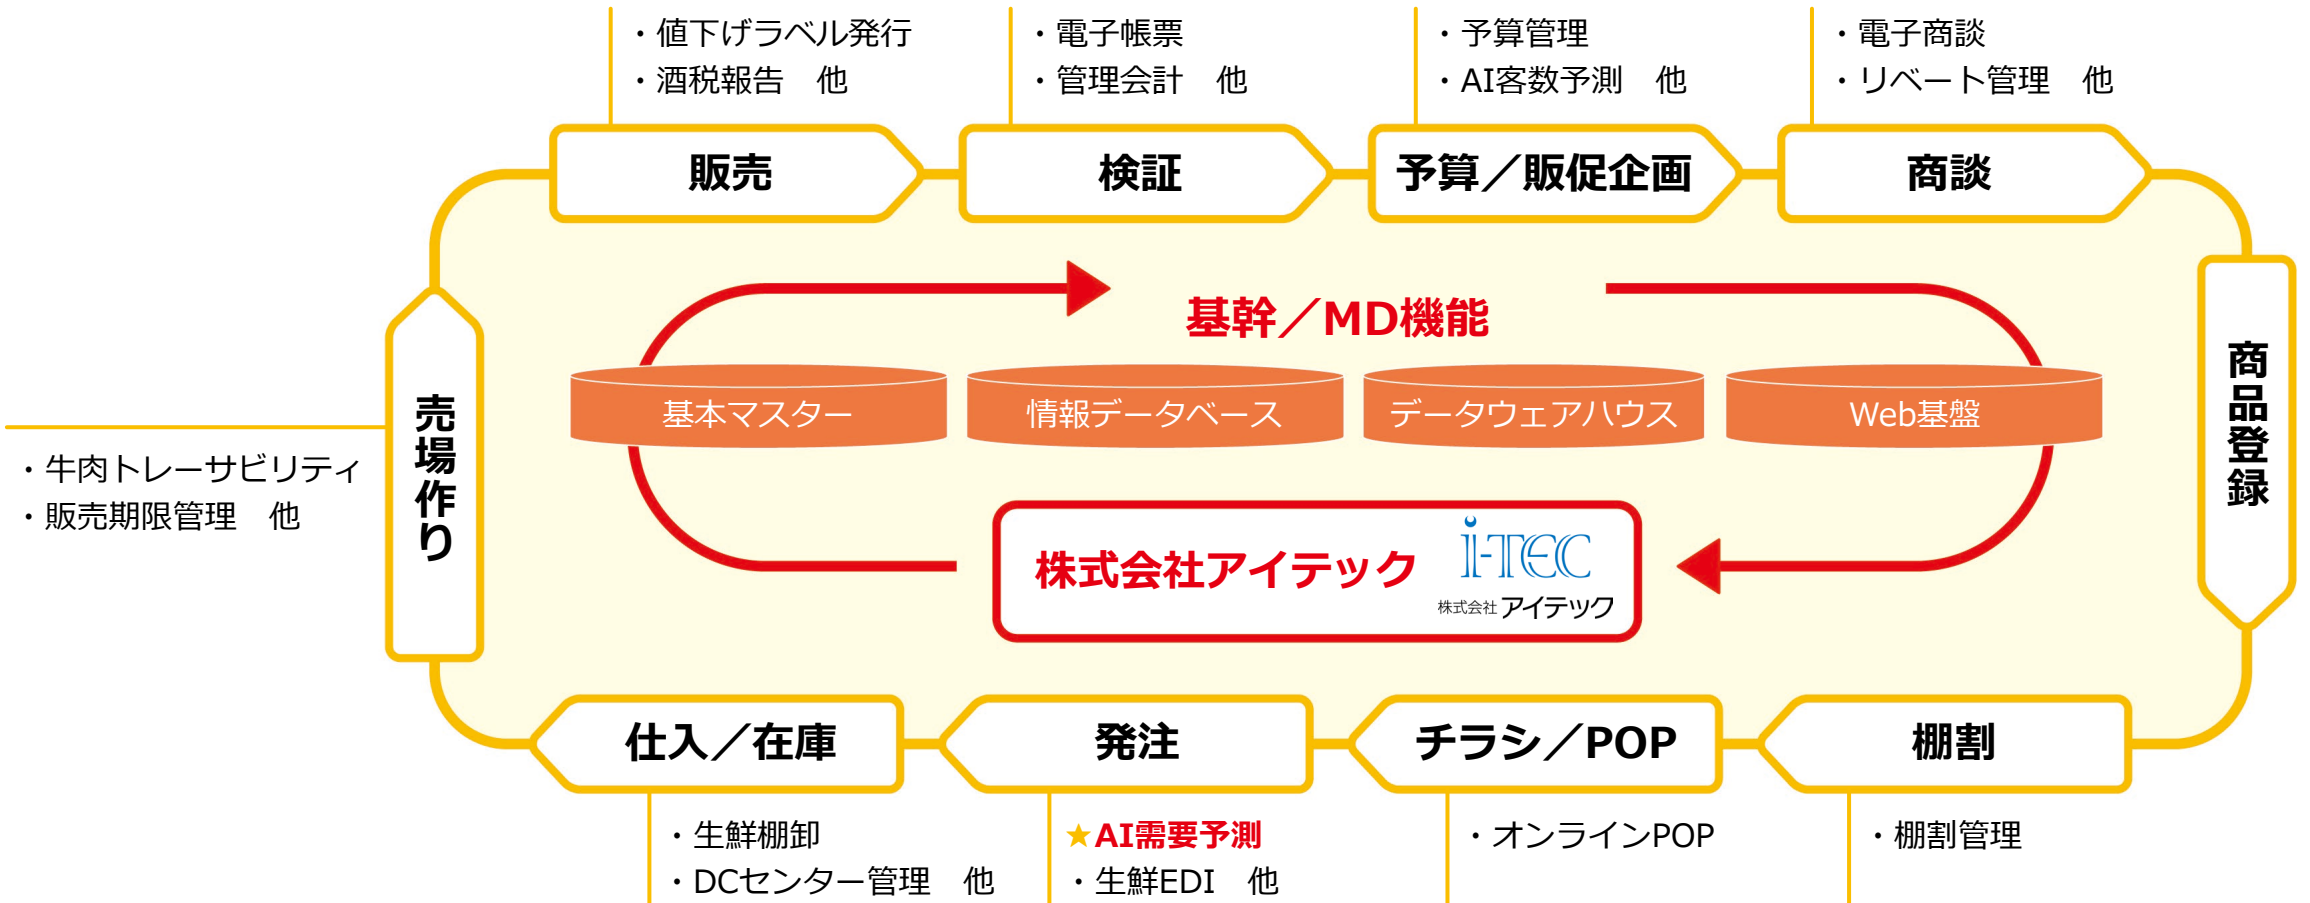 ・値下げラベル発行
・酒税報告　他
・電子帳票
・管理会計　他
・予算管理
・AI客数予測　他
・電子商談
・リベート管理　他
販売
検証
予算／販促企画
商談
基幹／MD機能
基本マスター
情報データベース
データウェアハウス
Web基盤
商品登録
売場作り
・牛肉トレーサビリティ
・販売期限管理　他
株式会社アイテック
i-TEC
株式会社アイテック
仕入／在庫
発注
チラシ／POP
棚割
・生鮮棚卸
・DCセンター管理　他
★AI需要予測
・生鮮EDI　他
・オンラインPOP
・棚割管理